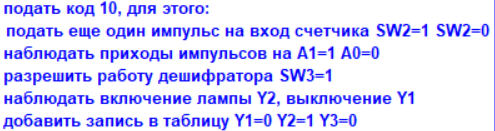 подать код 10, для этого:
подать еще один импульс на вход счетчика SW2=1 SW2=0
наблюдать приходы импульсов на A1=1 A0=0
разрешить работу дешифратора SW3=1
наблюдать включение лампы Y2, выключение Y1
добавить запись в таблицу Y1=0 Y2=1 Y3=0